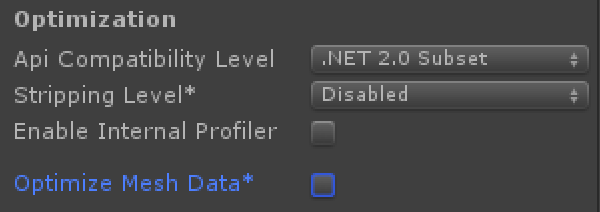 Optimization
Api Compatibility Level .NET 2.0 Subset
Stripping Level* Disabled
Enable Internal Profiler
Optimize Mesh Data*